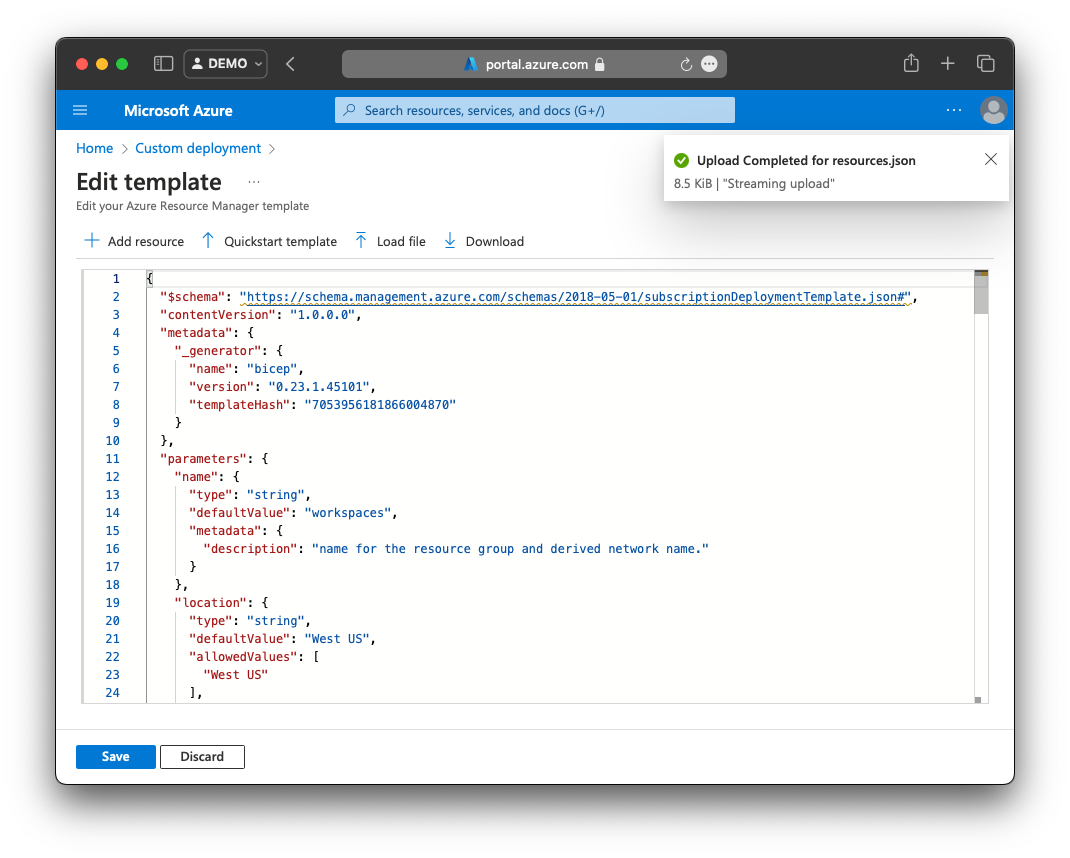 DEMO
portal.azure.com
Microsoft Azure
Search resources, services, and docs (G+/)
Home > Custom deployment >
Upload Completed for resources.json
8.5 KiB | "Streaming upload"
Edit template ...
Edit your Azure Resource Manager template
Add resource Quickstart template Load file Download
1 {
2 "$schema": "https://schema.management.azure.com/schemas/2018-05-01/subscriptionDeploymentTemplate.json#",
3 "contentVersion": "1.0.0.0",
4 "metadata": {
5 "_generator": {
6 "name": "bicep",
7 "version": "0.23.1.45101",
8 "templateHash": "7053956181866004870"
9 }
10 },
11 "parameters": {
12 "name": {
13 "type": "string",
14 "defaultValue": "workspaces",
15 "metadata": {
16 "description": "name for the resource group and derived network name."
17 }
18 },
19 "location": {
20 "type": "string",
21 "defaultValue": "West US",
22 "allowedValues": [
23 "West US"
24 ],
Save Discard